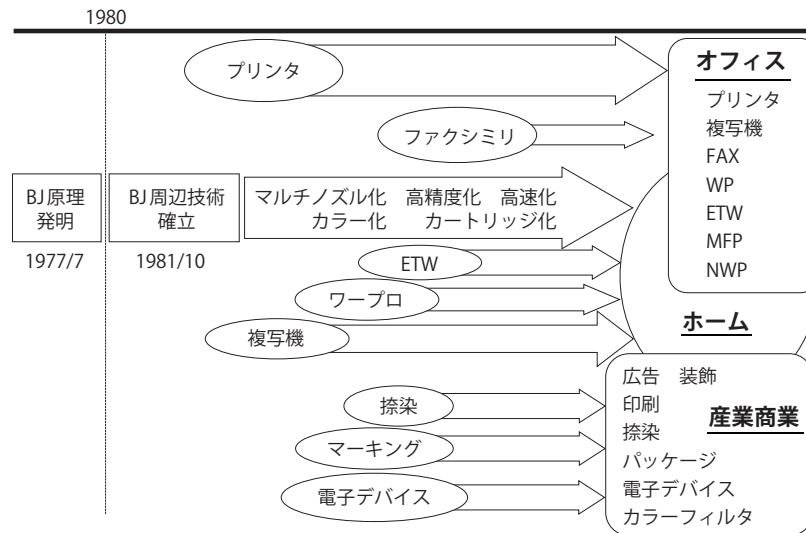 1980
プリンタ
ファクシミリ
BJ原理
発明
1977/7
BJ周辺技術
確立
1981/10
マルチノズル化　高精度化　高速化
カラー化　カートリッジ化
ETW
ワープロ
複写機
捺染
マーキング
電子デバイス
オフィス
プリンタ
複写機
FAX
WP
ETW
MFP
NWP
ホーム
産業商業
広告　装飾
印刷
捺染
パッケージ
電子デバイス
カラーフィルタ